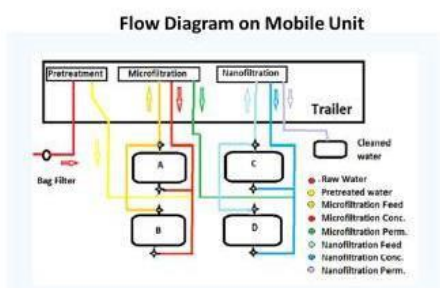 Flow Diagram on Mobile Unit
Pretreatment
Microfiltration
Nanofiltration
Trailer
Bag Filter
A
B
C
D
Cleaned
water
.Raw Water
Pretreated water
Microfiltration Feed
Microfiltration Conc.
Microfiltration Perm.
Nanofiltration Feed
Nanofiltration Conc.
Nanofiltration Perm.